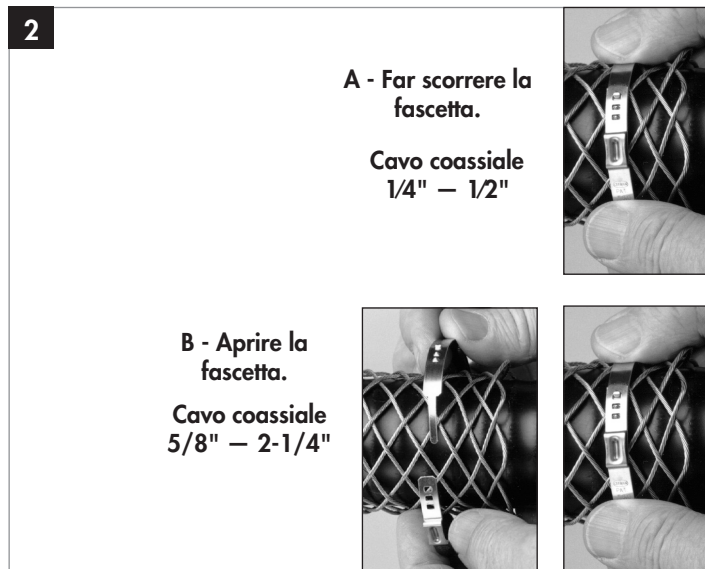 2
A - Far scorrere la
fascetta.
Cavo coassiale
1/4" — 1/2"
B - Aprire la
fascetta.
Cavo coassiale
5/8" — 2-1/4"